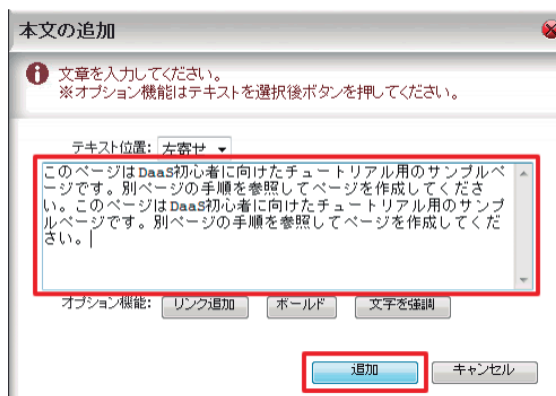 本文の追加
文章を入力してください。
※オプション機能はテキストを選択後ボタンを押してください。
テキスト位置: 左寄せ
このページはDaaS初心者に向けたチュートリアル用のサンプルペ
ージです。別ページの手順を参照してページを作成してくださ
い。このページはDaaS初心者に向けたチュートリアル用のサンプ
ルページです。別ページの手順を参照してページを作成してくだ
さい。
オプション機能: リンク追加 ボールド 文字を強調
追加 キャンセル